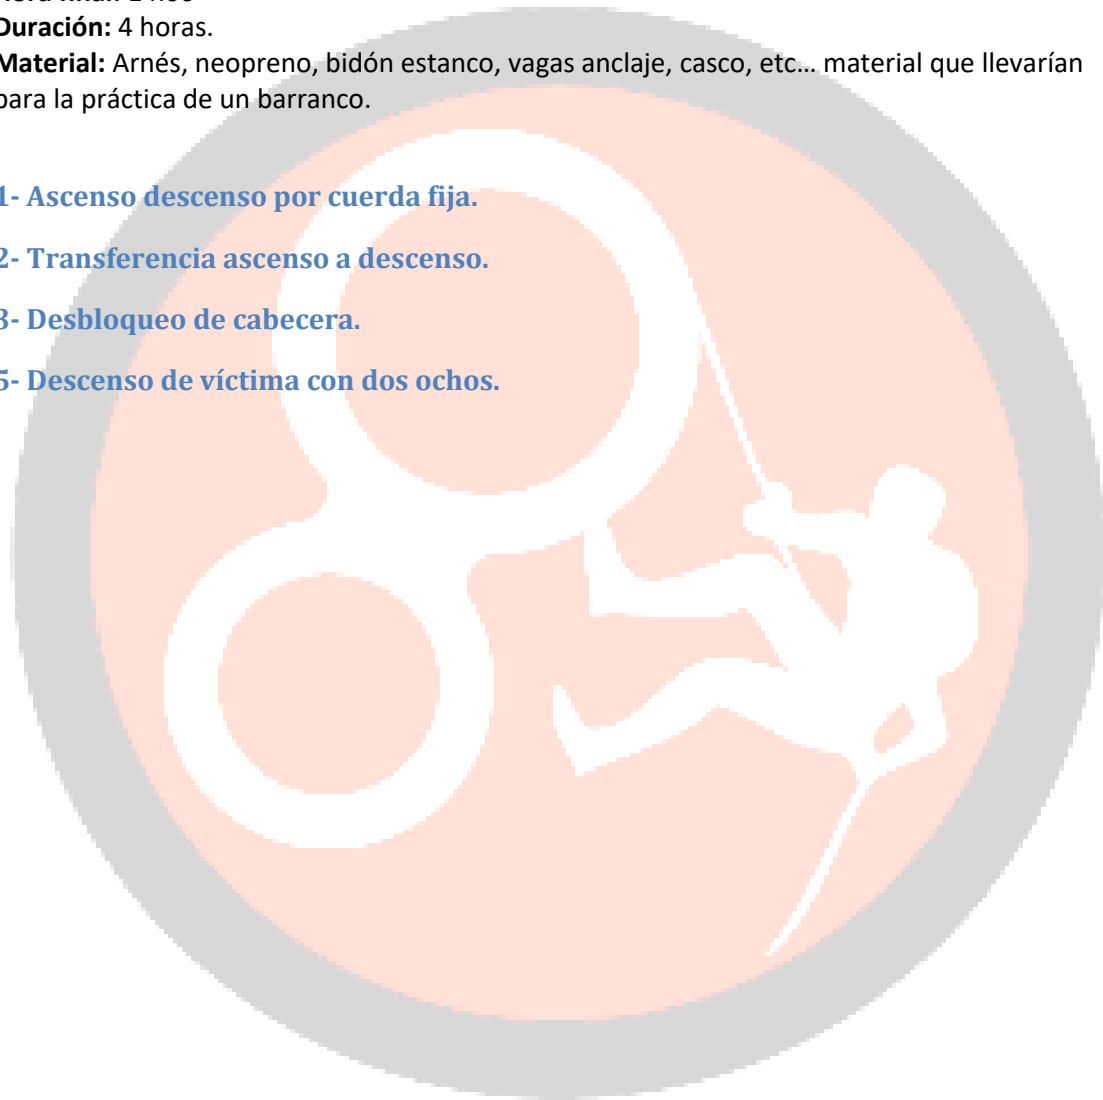 Duración: 4 horas.
Material: Arnés, neopreno, bidón estanco, vagas anclaje, casco, etc… material que llevarían
para la práctica de un barranco.
1- Ascenso descenso por cuerda fija.
2- Transferencia ascenso a descenso.
3- Desbloqueo de cabecera.
5- Descenso de víctima con dos ochos.